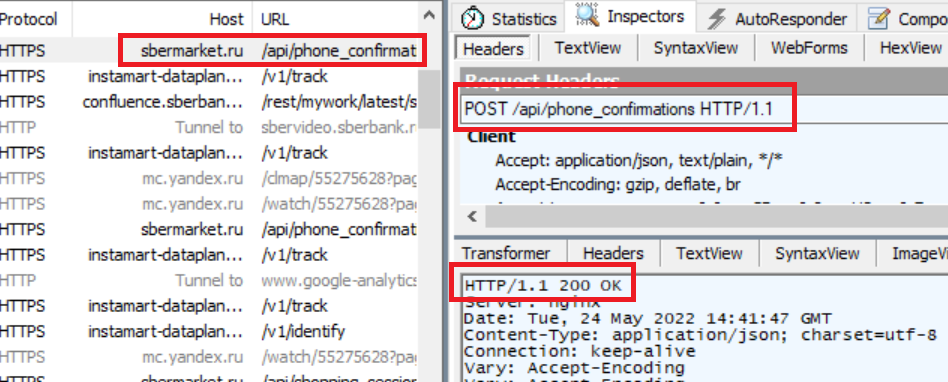 Protocol Host URL
HTTPS sbermarket.ru /api/phone_confirmat
HTTPS instamart-dataplan... /v1/track
HTTPS confluence.sberban... /rest/mywork/latest/s
HTTP Tunnel to sbervideo.sberbank.r
HTTPS instamart-dataplan... /v1/track
HTTPS mc.yandex.ru /clmap/55275628?pag
HTTPS mc.yandex.ru /watch/55275628?pag
HTTPS sbermarket.ru /api/phone_confirmat
HTTPS instamart-dataplan... /v1/track
HTTP Tunnel to www.google-analytics
HTTPS instamart-dataplan... /v1/track
HTTPS instamart-dataplan... /v1/identify
HTTPS mc.yandex.ru /watch/55275628?pag
HTTPS sbermarket.ru /api/shopping_session
Statistics Inspectors AutoResponder Compo
Headers TextView SyntaxView WebForms HexView
Request Headers
POST /api/phone_confirmations HTTP/1.1
Client
Accept: application/json, text/plain, */*
Accept-Encoding: gzip, deflate, br
Transformer Headers TextView SyntaxView ImageVi
HTTP/1.1 200 OK
Server: nginx
Date: Tue, 24 May 2022 14:41:47 GMT
Content-Type: application/json; charset=utf-8
Connection: keep-alive
Vary: Accept-Encoding
Vary: Accept-Encoding